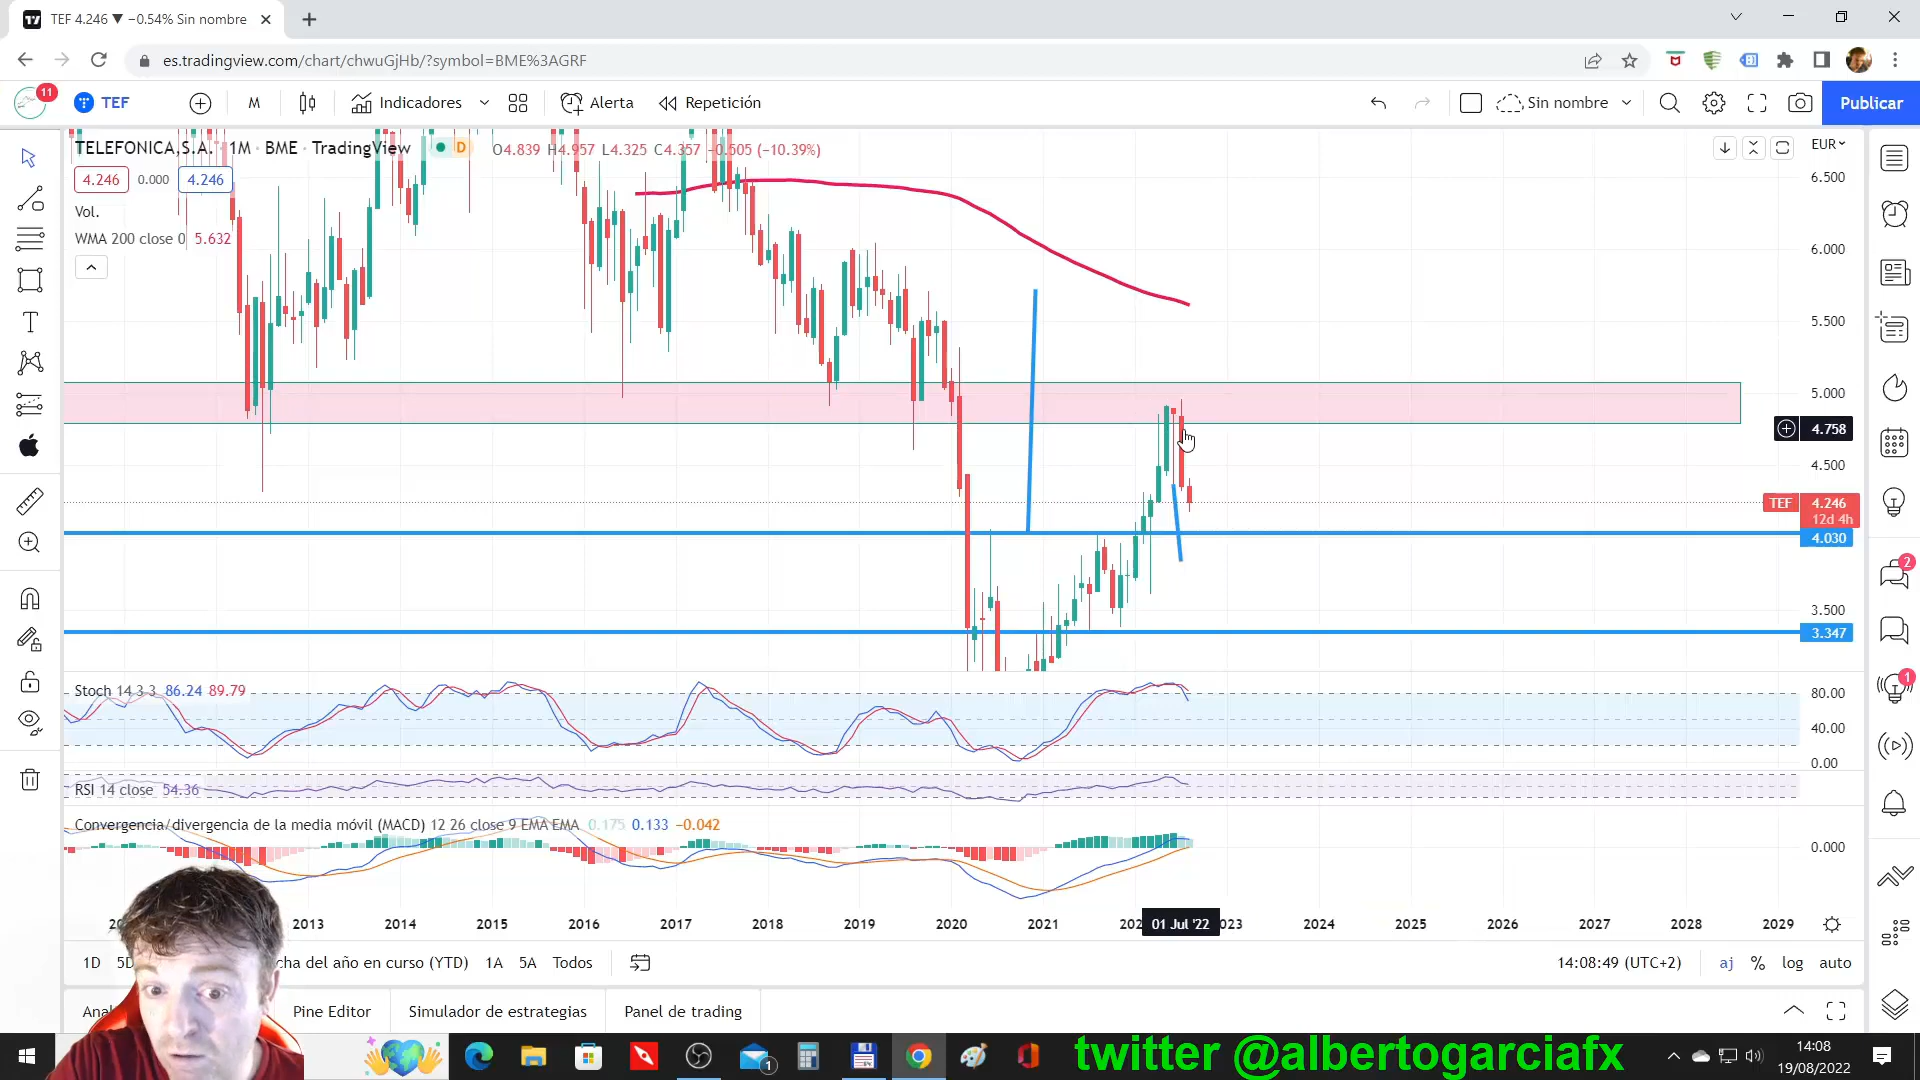 TEF 4.246 ▼ −0.54% Sin nombre
es.tradingview.com/chart/chwuGjHb/?symbol=BME%3AGRF
11
TEF
M
Indicadores
Alerta
Repetición
Sin nombre
Publicar
TELEFONICA,S.A. · 1M · BME · TradingView
D
O4.839 H4.957 L4.325 C4.357 −0.505 (−10.39%)
EUR
4.246
0.000
4.246
Vol.
WMA 200 close 0 5.632
6.500
6.000
5.500
5.000
4.758
4.500
TEF 4.246
12d 4h
4.030
3.500
3.347
2
1
Stoch 14 3 3 86.24 89.79
80.00
40.00
0.00
RSI 14 close 54.36
Convergencia/divergencia de la media móvil (MACD) 12 26 close 9 EMA EMA 0.175 0.133 −0.042
0.000
2013 2014 2015 2016 2017 2018 2019 2020 2021 01 Jul '22 2024 2025 2026 2027 2028 2029
1D
(YTD) 1A 5A Todos
del año en curso
14:08:49 (UTC+2)
aj % log auto
Pine Editor
Simulador de estrategias
Panel de trading
1
twitter @albertogarciafx
14:08
19/08/2022